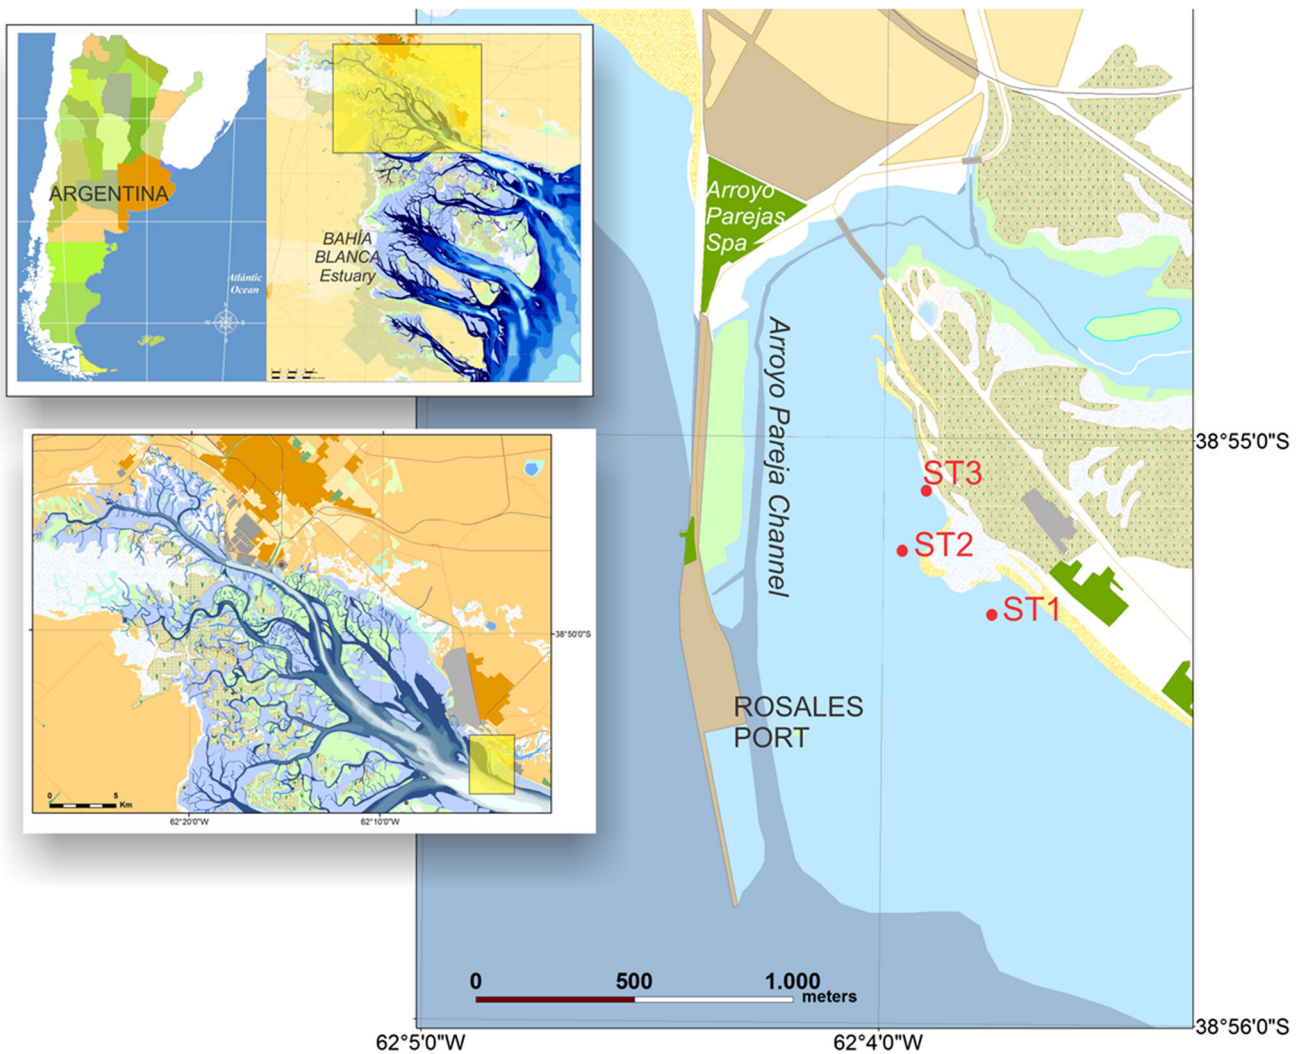 ARGENTINA
BAHÍA
BLANCA
Estuary
Atlántic
Ocean
Arroyo
Parejas
Spa
Arroyo Pareja Channel
38°55'0"S
ST3
ST2
ST1
38°50'0"S
ROSALES
PORT
0 5
Km
62°20'0"W 62°10'0"W
0 500 1.000
meters
38°56'0"S
62°5'0"W 62°4'0"W